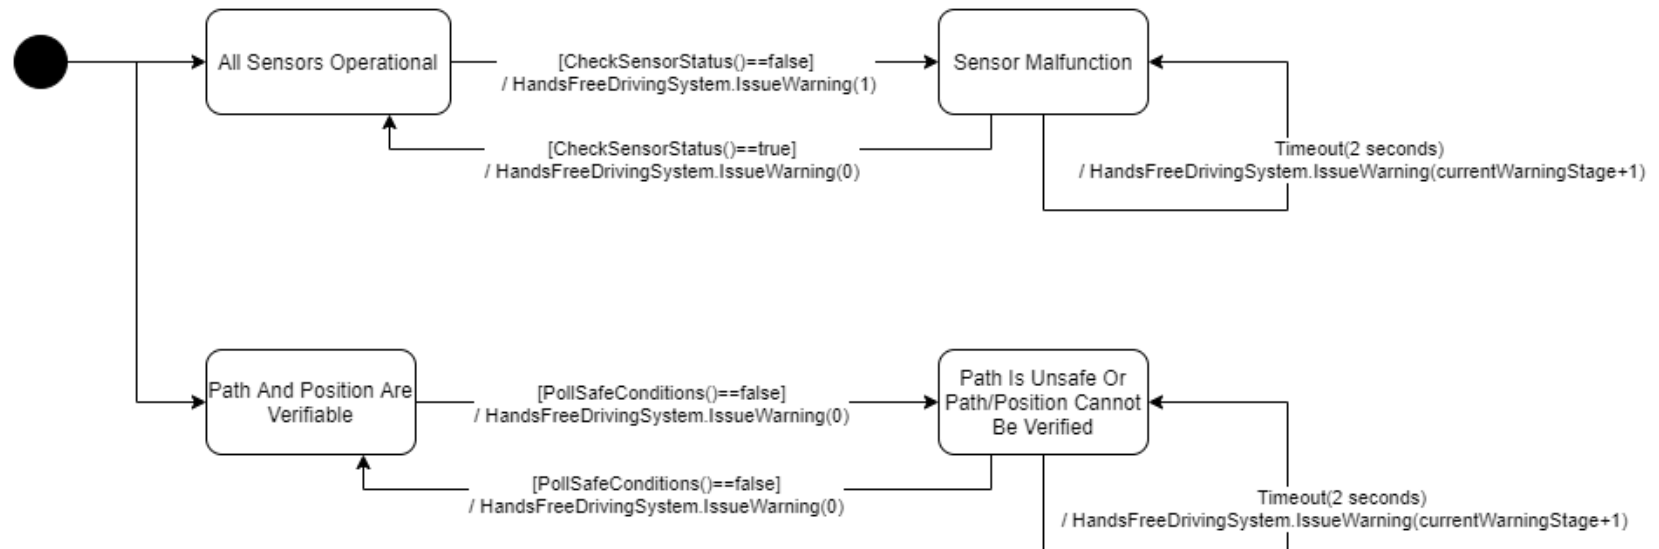 All Sensors Operational
[CheckSensorStatus()==false]
/ HandsFreeDrivingSystem.IssueWarning(1)
Sensor Malfunction
[CheckSensorStatus()==true]
/ HandsFreeDrivingSystem.IssueWarning(0)
Timeout(2 seconds)
/ HandsFreeDrivingSystem.IssueWarning(currentWarningStage+1)
Path And Position Are
Verifiable
[PollSafeConditions()==false]
/ HandsFreeDrivingSystem.IssueWarning(0)
Path Is Unsafe Or
Path/Position Cannot
Be Verified
[PollSafeConditions()==false]
/ HandsFreeDrivingSystem.IssueWarning(0)
Timeout(2 seconds)
/ HandsFreeDrivingSystem.IssueWarning(currentWarningStage+1)